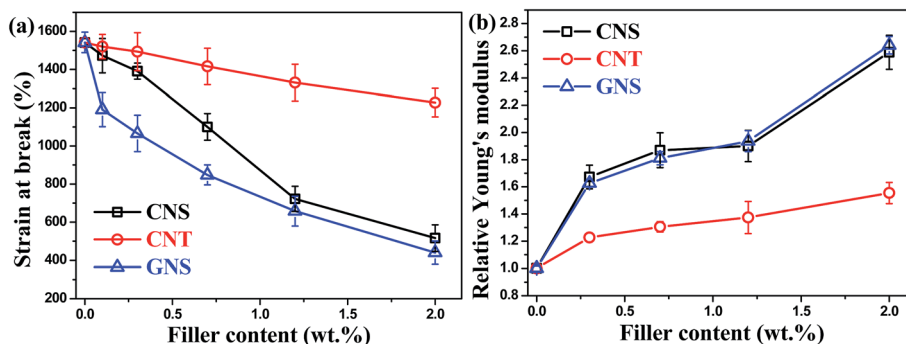 (a)
1600
1400
1200
1000
800
600
400
200
Strain at break (%)
CNS
CNT
GNS
0.0 0.5 1.0 1.5 2.0
Filler content (wt.%)
(b)
2.8
2.6
2.4
2.2
2.0
1.8
1.6
1.4
1.2
1.0
0.8
Relative Young's modulus
CNS
CNT
GNS
0.0 0.5 1.0 1.5 2.0
Filler content (wt.%)